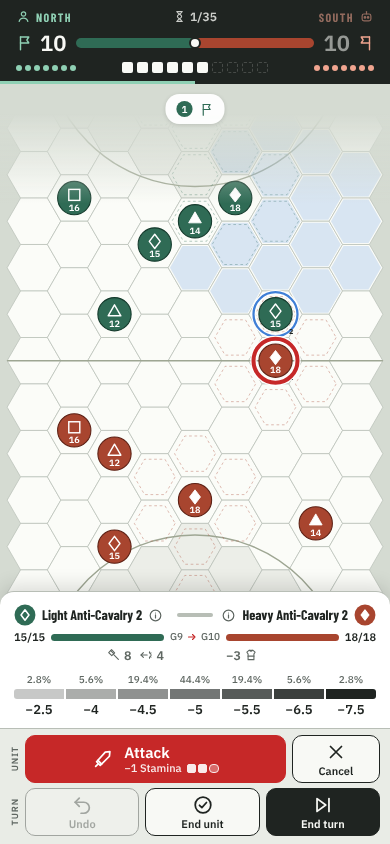 NORTH
1/35
SOUTH
10
10
1
16
18
14
15
12
15
2
18
16
12
18
14
15
Light Anti-Cavalry 2
Heavy Anti-Cavalry 2
15/15
G9 → G10
18/18
8
4
−3
2.8% 5.6% 19.4% 44.4% 19.4% 5.6% 2.8%
−2.5 −4 −4.5 −5 −5.5 −6.5 −7.5
UNIT
Attack
−1 Stamina
Cancel
TURN
Undo
End unit
End turn